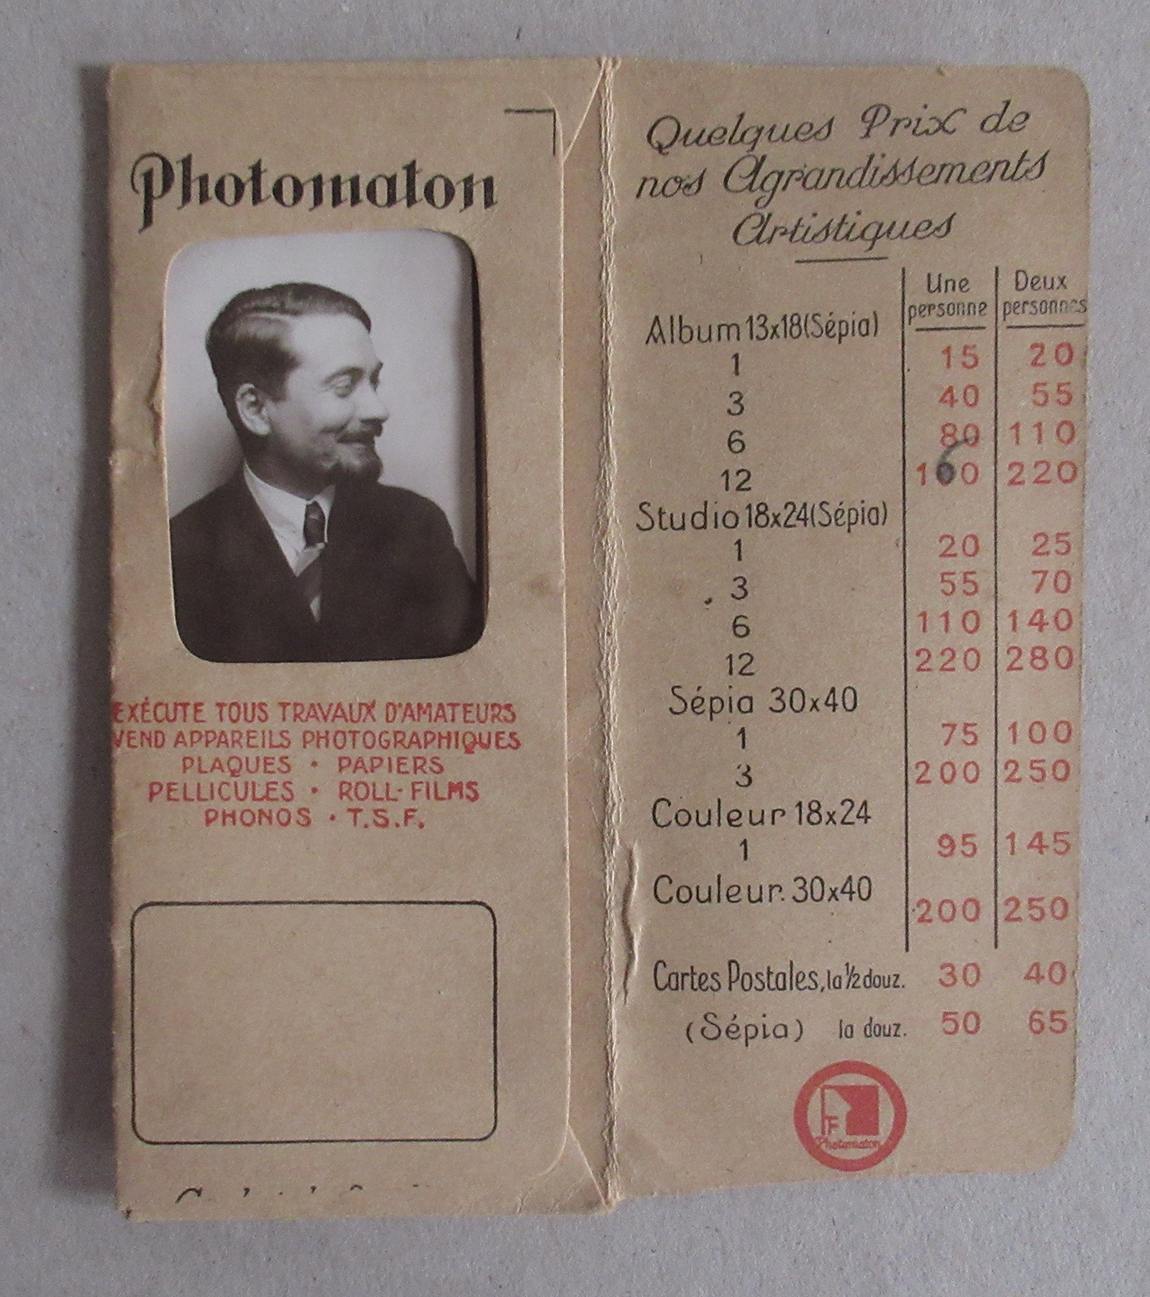 Photomaton
EXÉCUTE TOUS TRAVAUX D'AMATEURS
VEND APPAREILS PHOTOGRAPHIQUES
PLAQUES • PAPIERS
PELLICULES • ROLL-FILMS
PHONOS • T.S.F.
Quelques Prix de
nos Agrandissements
Artistiques
Une personne Deux personnes
Album 13x18 (Sépia)
1 15 20
3 40 55
6 80 110
12 160 220
Studio 18x24 (Sépia)
1 20 25
3 55 70
6 110 140
12 220 280
Sépia 30x40
1 75 100
3 200 250
Couleur 18x24
1 95 145
Couleur. 30x40 200 250
Cartes Postales, la ½ douz. 30 40
(Sépia) la douz. 50 65
F
Photomaton